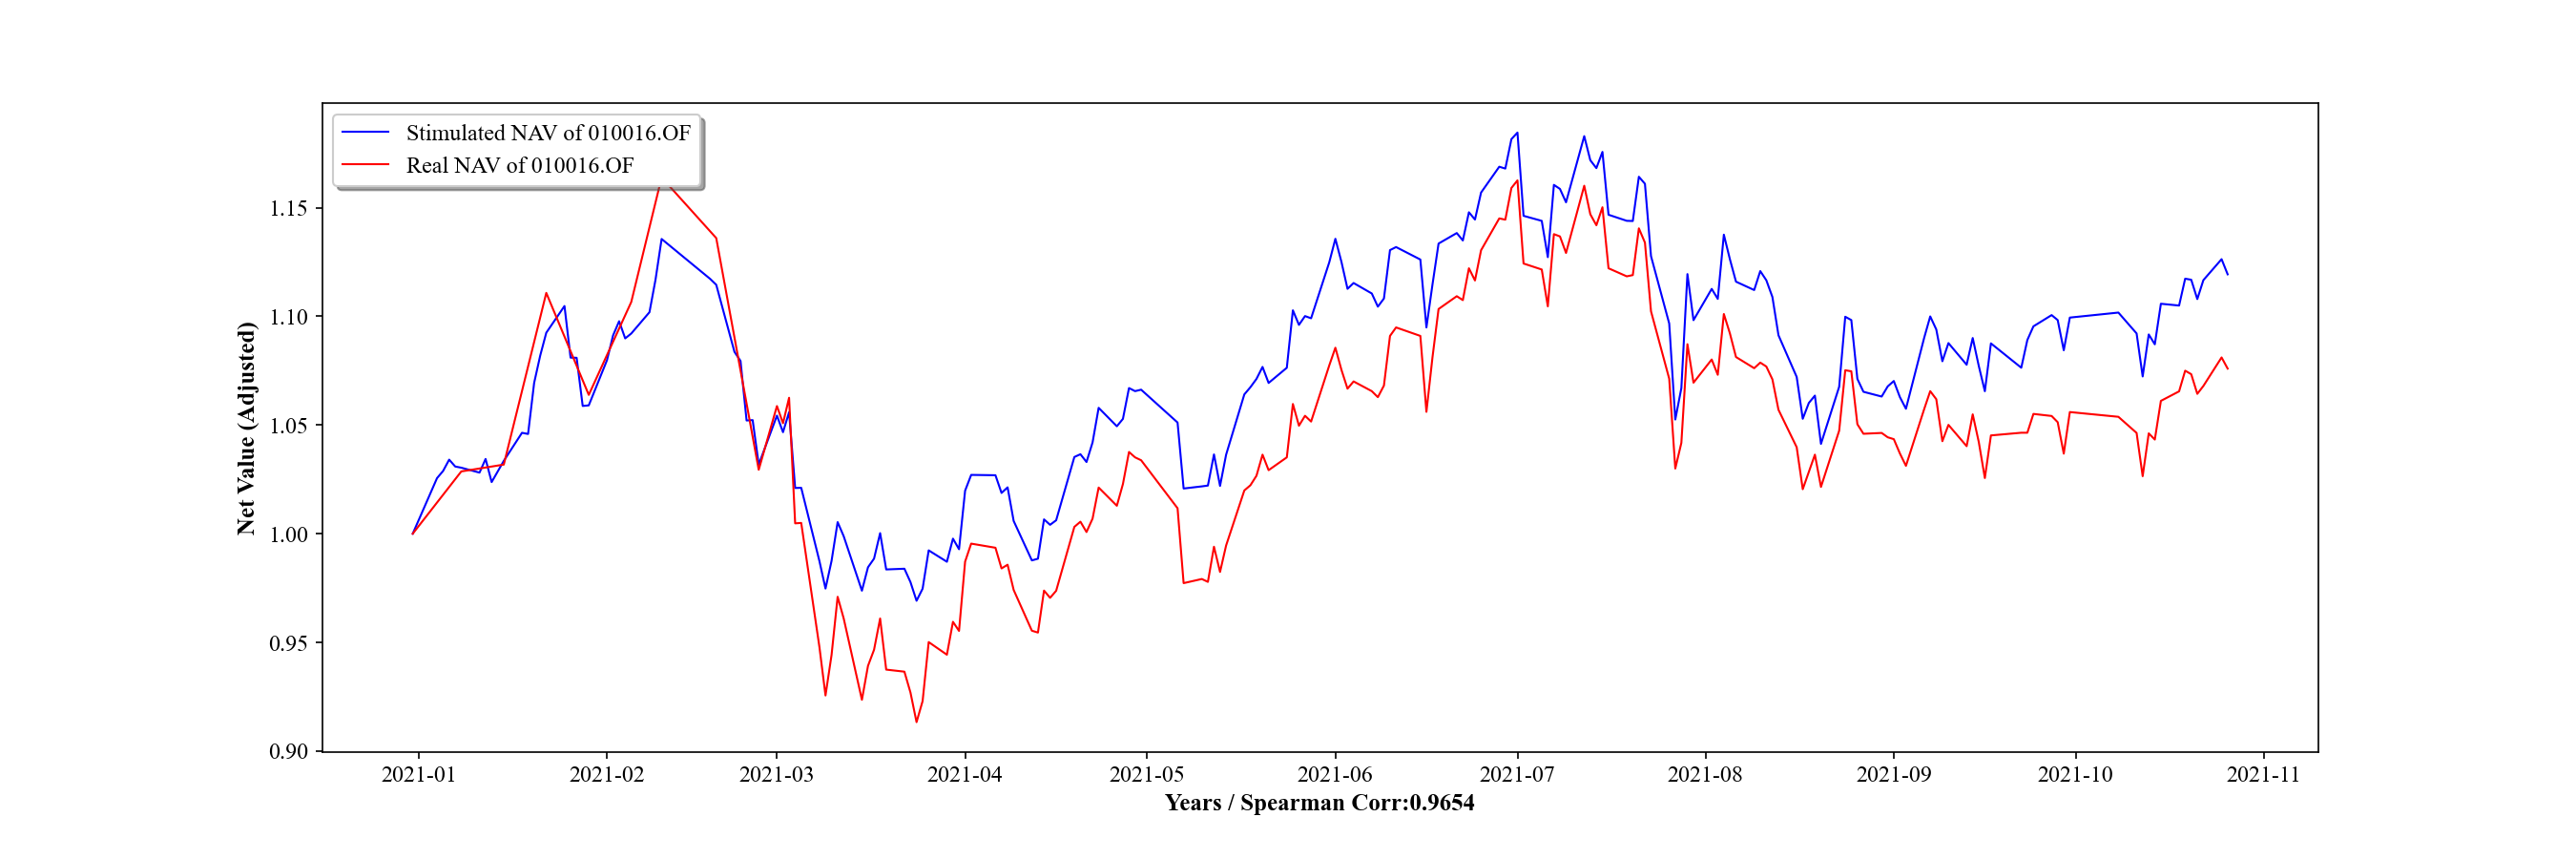 Stimulated NAV of 010016.OF
Real NAV of 010016.OF
Net Value (Adjusted)
1.15
1.10
1.05
1.00
0.95
0.90
2021-01 2021-02 2021-03 2021-04 2021-05 2021-06 2021-07 2021-08 2021-09 2021-10 2021-11
Years / Spearman Corr:0.9654